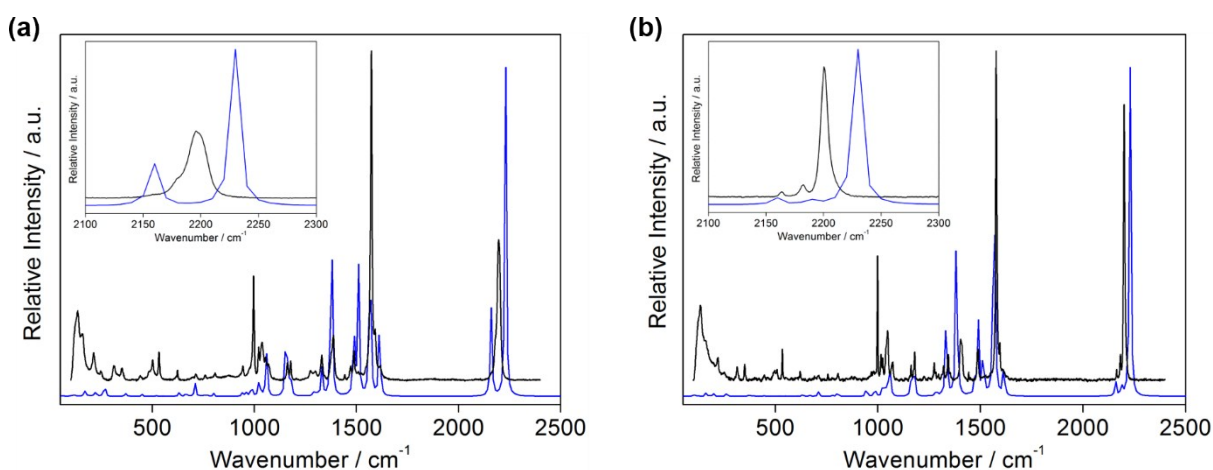 (a)
Relative Intensity / a.u.
Relative Intensity / a.u.
2100 2150 2200 2250 2300
Wavenumber / cm-1
500 1000 1500 2000 2500
Wavenumber / cm-1
(b)
Relative Intensity / a.u.
Relative Intensity / a.u.
2100 2150 2200 2250 2300
Wavenumber / cm-1
500 1000 1500 2000 2500
Wavenumber / cm-1